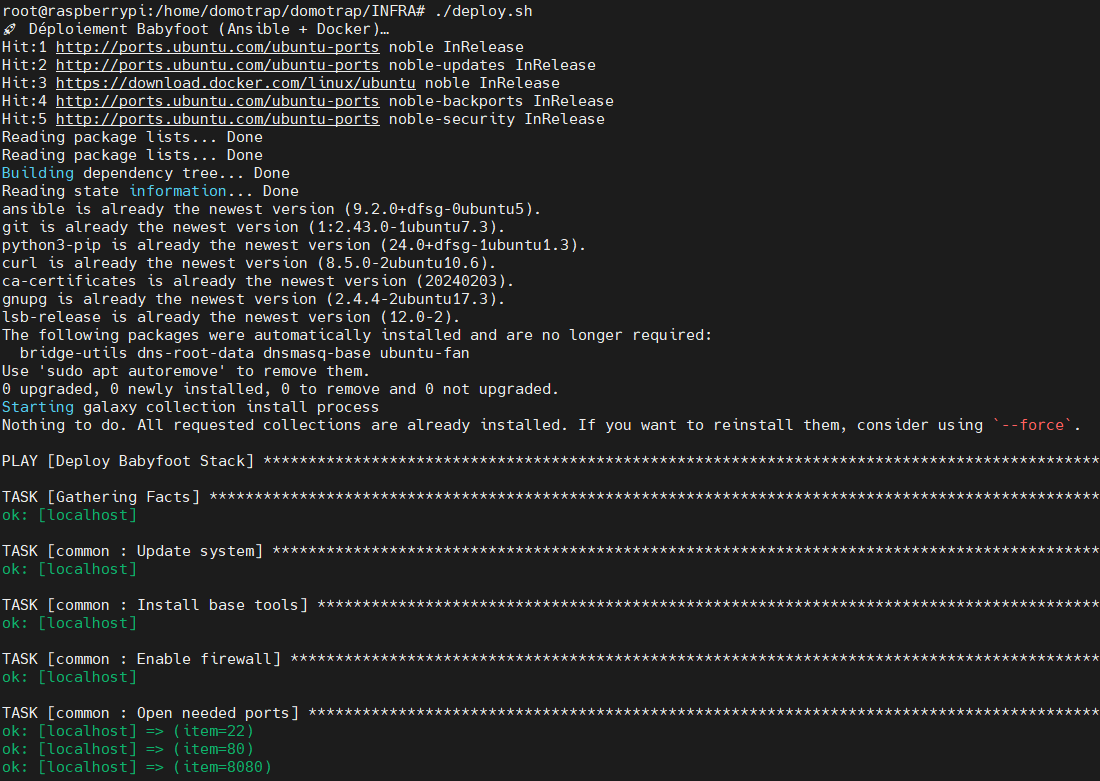 root@raspberrypi:/home/domotrap/domotrap/INFRA# ./deploy.sh
🚀 Déploiement Babyfoot (Ansible + Docker)…
Hit:1 http://ports.ubuntu.com/ubuntu-ports noble InRelease
Hit:2 http://ports.ubuntu.com/ubuntu-ports noble-updates InRelease
Hit:3 https://download.docker.com/linux/ubuntu noble InRelease
Hit:4 http://ports.ubuntu.com/ubuntu-ports noble-backports InRelease
Hit:5 http://ports.ubuntu.com/ubuntu-ports noble-security InRelease
Reading package lists... Done
Reading package lists... Done
Building dependency tree... Done
Reading state information... Done
ansible is already the newest version (9.2.0+dfsg-0ubuntu5).
git is already the newest version (1:2.43.0-1ubuntu7.3).
python3-pip is already the newest version (24.0+dfsg-1ubuntu1.3).
curl is already the newest version (8.5.0-2ubuntu10.6).
ca-certificates is already the newest version (20240203).
gnupg is already the newest version (2.4.4-2ubuntu17.3).
lsb-release is already the newest version (12.0-2).
The following packages were automatically installed and are no longer required:
  bridge-utils dns-root-data dnsmasq-base ubuntu-fan
Use 'sudo apt autoremove' to remove them.
0 upgraded, 0 newly installed, 0 to remove and 0 not upgraded.
Starting galaxy collection install process
Nothing to do. All requested collections are already installed. If you want to reinstall them, consider using `--force`.
PLAY [Deploy Babyfoot Stack] *********************************************************************************************
TASK [Gathering Facts] ***************************************************************************************************
ok: [localhost]
TASK [common : Update system] ********************************************************************************************
ok: [localhost]
TASK [common : Install base tools] ***************************************************************************************
ok: [localhost]
TASK [common : Enable firewall] ******************************************************************************************
ok: [localhost]
TASK [common : Open needed ports] ****************************************************************************************
ok: [localhost] => (item=22)
ok: [localhost] => (item=80)
ok: [localhost] => (item=8080)